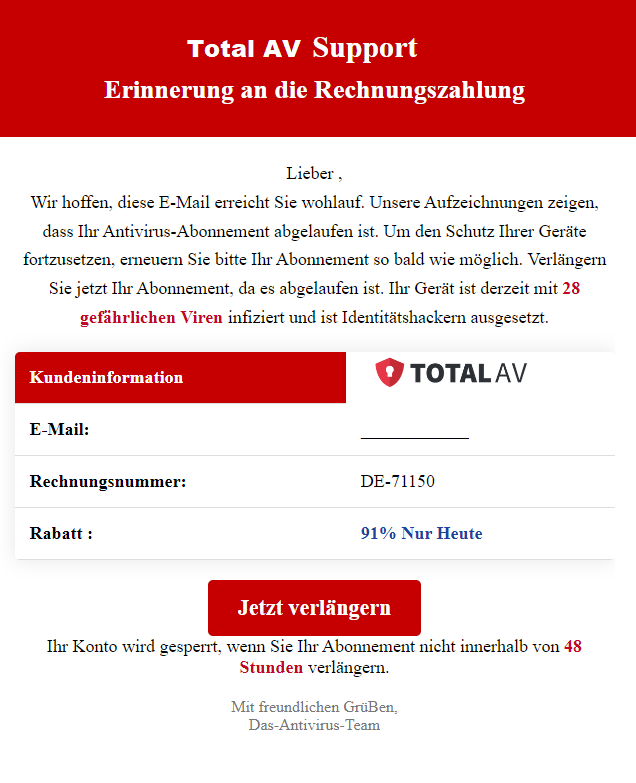 Total AV Support
Erinnerung an die Rechnungszahlung
Lieber ,
Wir hoffen, diese E-Mail erreicht Sie wohlauf. Unsere Aufzeichnungen zeigen,
dass Ihr Antivirus-Abonnement abgelaufen ist. Um den Schutz Ihrer Geräte
fortzusetzen, erneuern Sie bitte Ihr Abonnement so bald wie möglich. Verlängern
Sie jetzt Ihr Abonnement, da es abgelaufen ist. Ihr Gerät ist derzeit mit 28
gefährlichen Viren infiziert und ist Identitätshackern ausgesetzt.
Kundeninformation TOTAL AV
E-Mail: ____________
Rechnungsnummer: DE-71150
Rabatt : 91% Nur Heute
Jetzt verlängern
Ihr Konto wird gesperrt, wenn Sie Ihr Abonnement nicht innerhalb von 48
Stunden verlängern.
Mit freundlichen GrüBen,
Das-Antivirus-Team